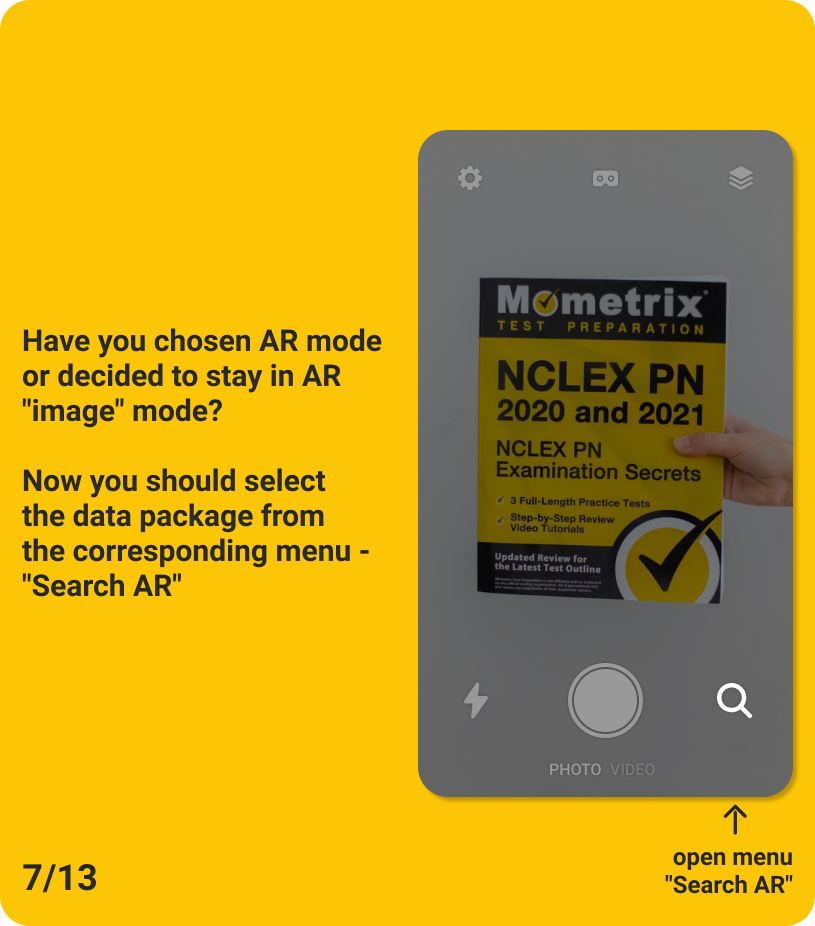 Have you chosen AR mode
or decided to stay in AR
"image" mode?
Now you should select
the data package from
the corresponding menu -
"Search AR"
Mometrix®
TEST PREPARATION
NCLEX PN
2020 and 2021
NCLEX PN
Examination Secrets
3 Full-Length Practice Tests
Step-by-Step Review
Video Tutorials
Updated Review for
the Latest Test Outline
PHOTO VIDEO
open menu
"Search AR"
7/13